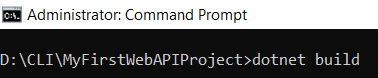 Administrator: Command Prompt
D:\CLI\MyFirstWebAPIProject>dotnet build